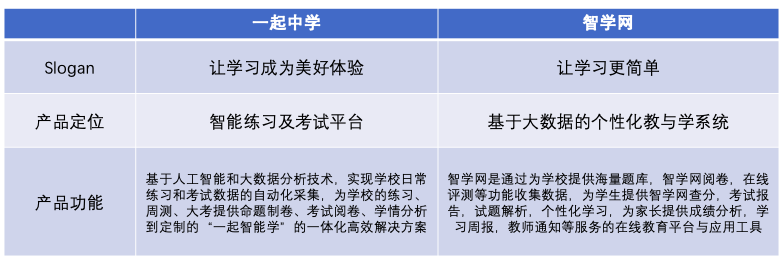 一起中学 智学网
Slogan 让学习成为美好体验 让学习更简单
产品定位 智能练习及考试平台 基于大数据的个性化教与学系统
产品功能
基于人工智能和大数据分析技术，实现学校日常
练习和考试数据的自动化采集，为学校的练习、
周测、大考提供命题制卷、考试阅卷、学情分析
到定制的“一起智能学”的一体化高效解决方案
智学网是通过为学校提供海量题库，智学网阅卷，在线
评测等功能收集数据，为学生提供智学网查分，考试报
告，试题解析，个性化学习，为家长提供成绩分析，学
习周报，教师通知等服务的在线教育平台与应用工具